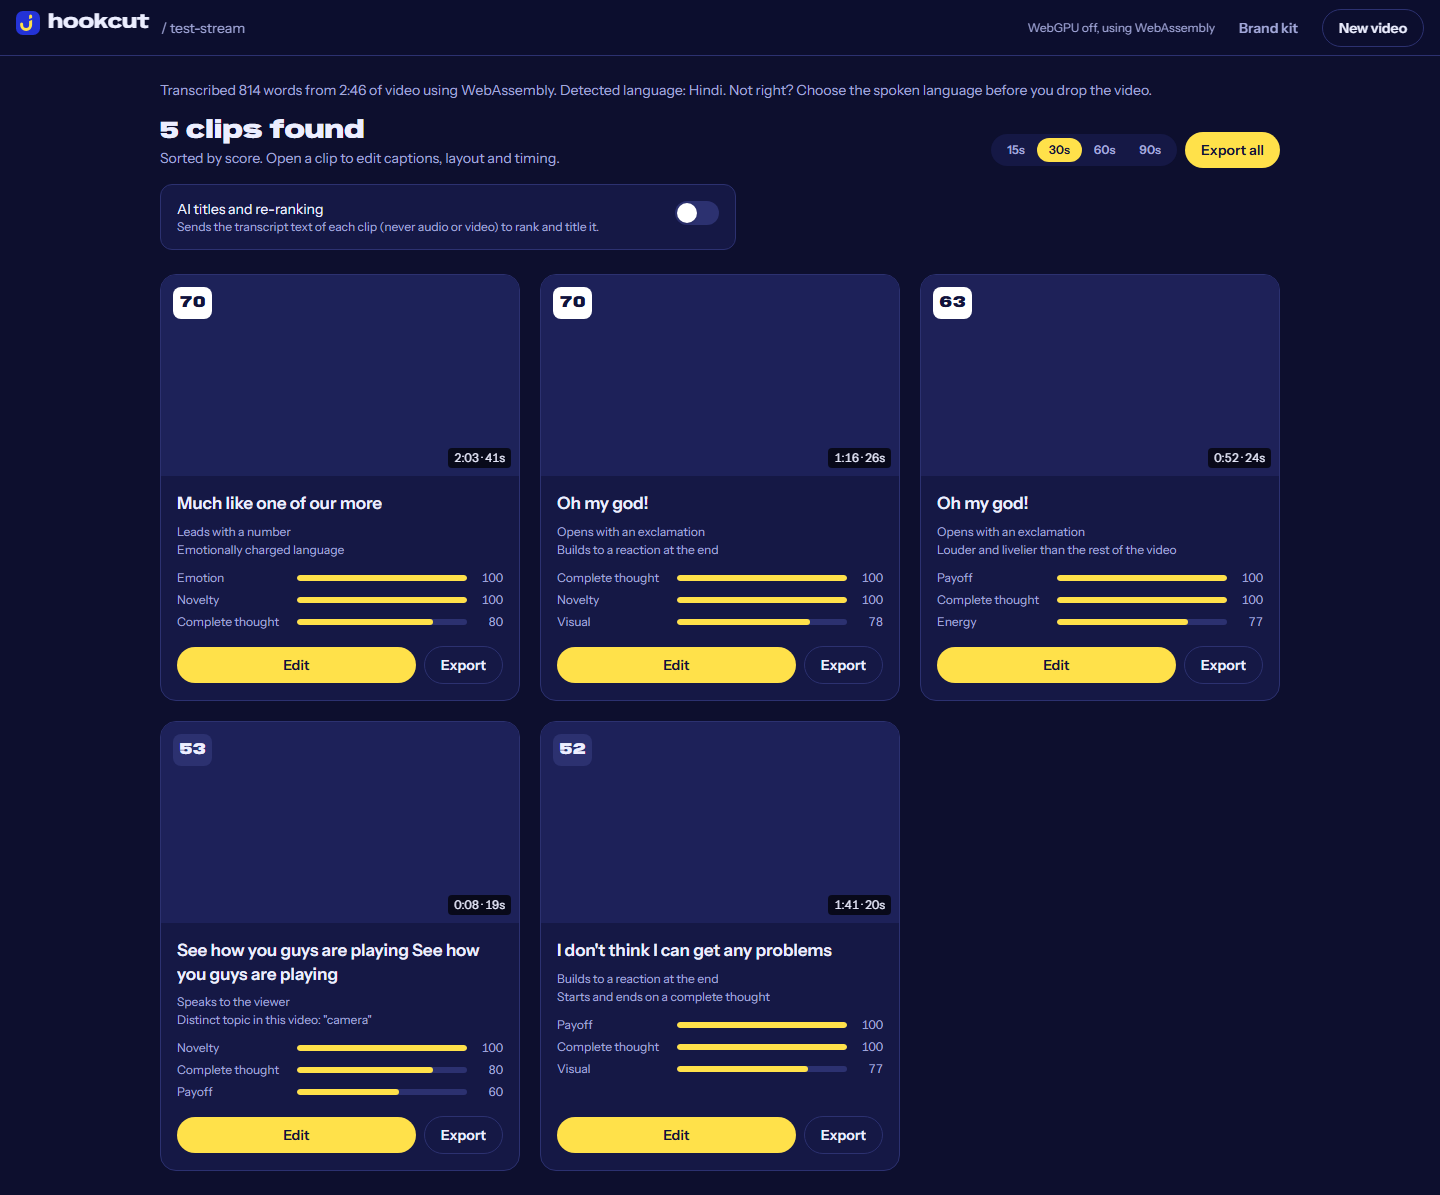 hookcut / test-stream
WebGPU off, using WebAssembly
Brand kit
New video
Transcribed 814 words from 2:46 of video using WebAssembly. Detected language: Hindi. Not right? Choose the spoken language before you drop the video.
5 clips found
Sorted by score. Open a clip to edit captions, layout and timing.
15s 30s 60s 90s
Export all
AI titles and re-ranking
Sends the transcript text of each clip (never audio or video) to rank and title it.
70
2:03 · 41s
Much like one of our more
Leads with a number
Emotionally charged language
Emotion 100
Novelty 100
Complete thought 80
Edit Export
70
1:16 · 26s
Oh my god!
Opens with an exclamation
Builds to a reaction at the end
Complete thought 100
Novelty 100
Visual 78
Edit Export
63
0:52 · 24s
Oh my god!
Opens with an exclamation
Louder and livelier than the rest of the video
Payoff 100
Complete thought 100
Energy 77
Edit Export
53
0:08 · 19s
See how you guys are playing See how
you guys are playing
Speaks to the viewer
Distinct topic in this video: "camera"
Novelty 100
Complete thought 80
Payoff 60
Edit Export
52
1:41 · 20s
I don't think I can get any problems
Builds to a reaction at the end
Starts and ends on a complete thought
Payoff 100
Complete thought 100
Visual 77
Edit Export